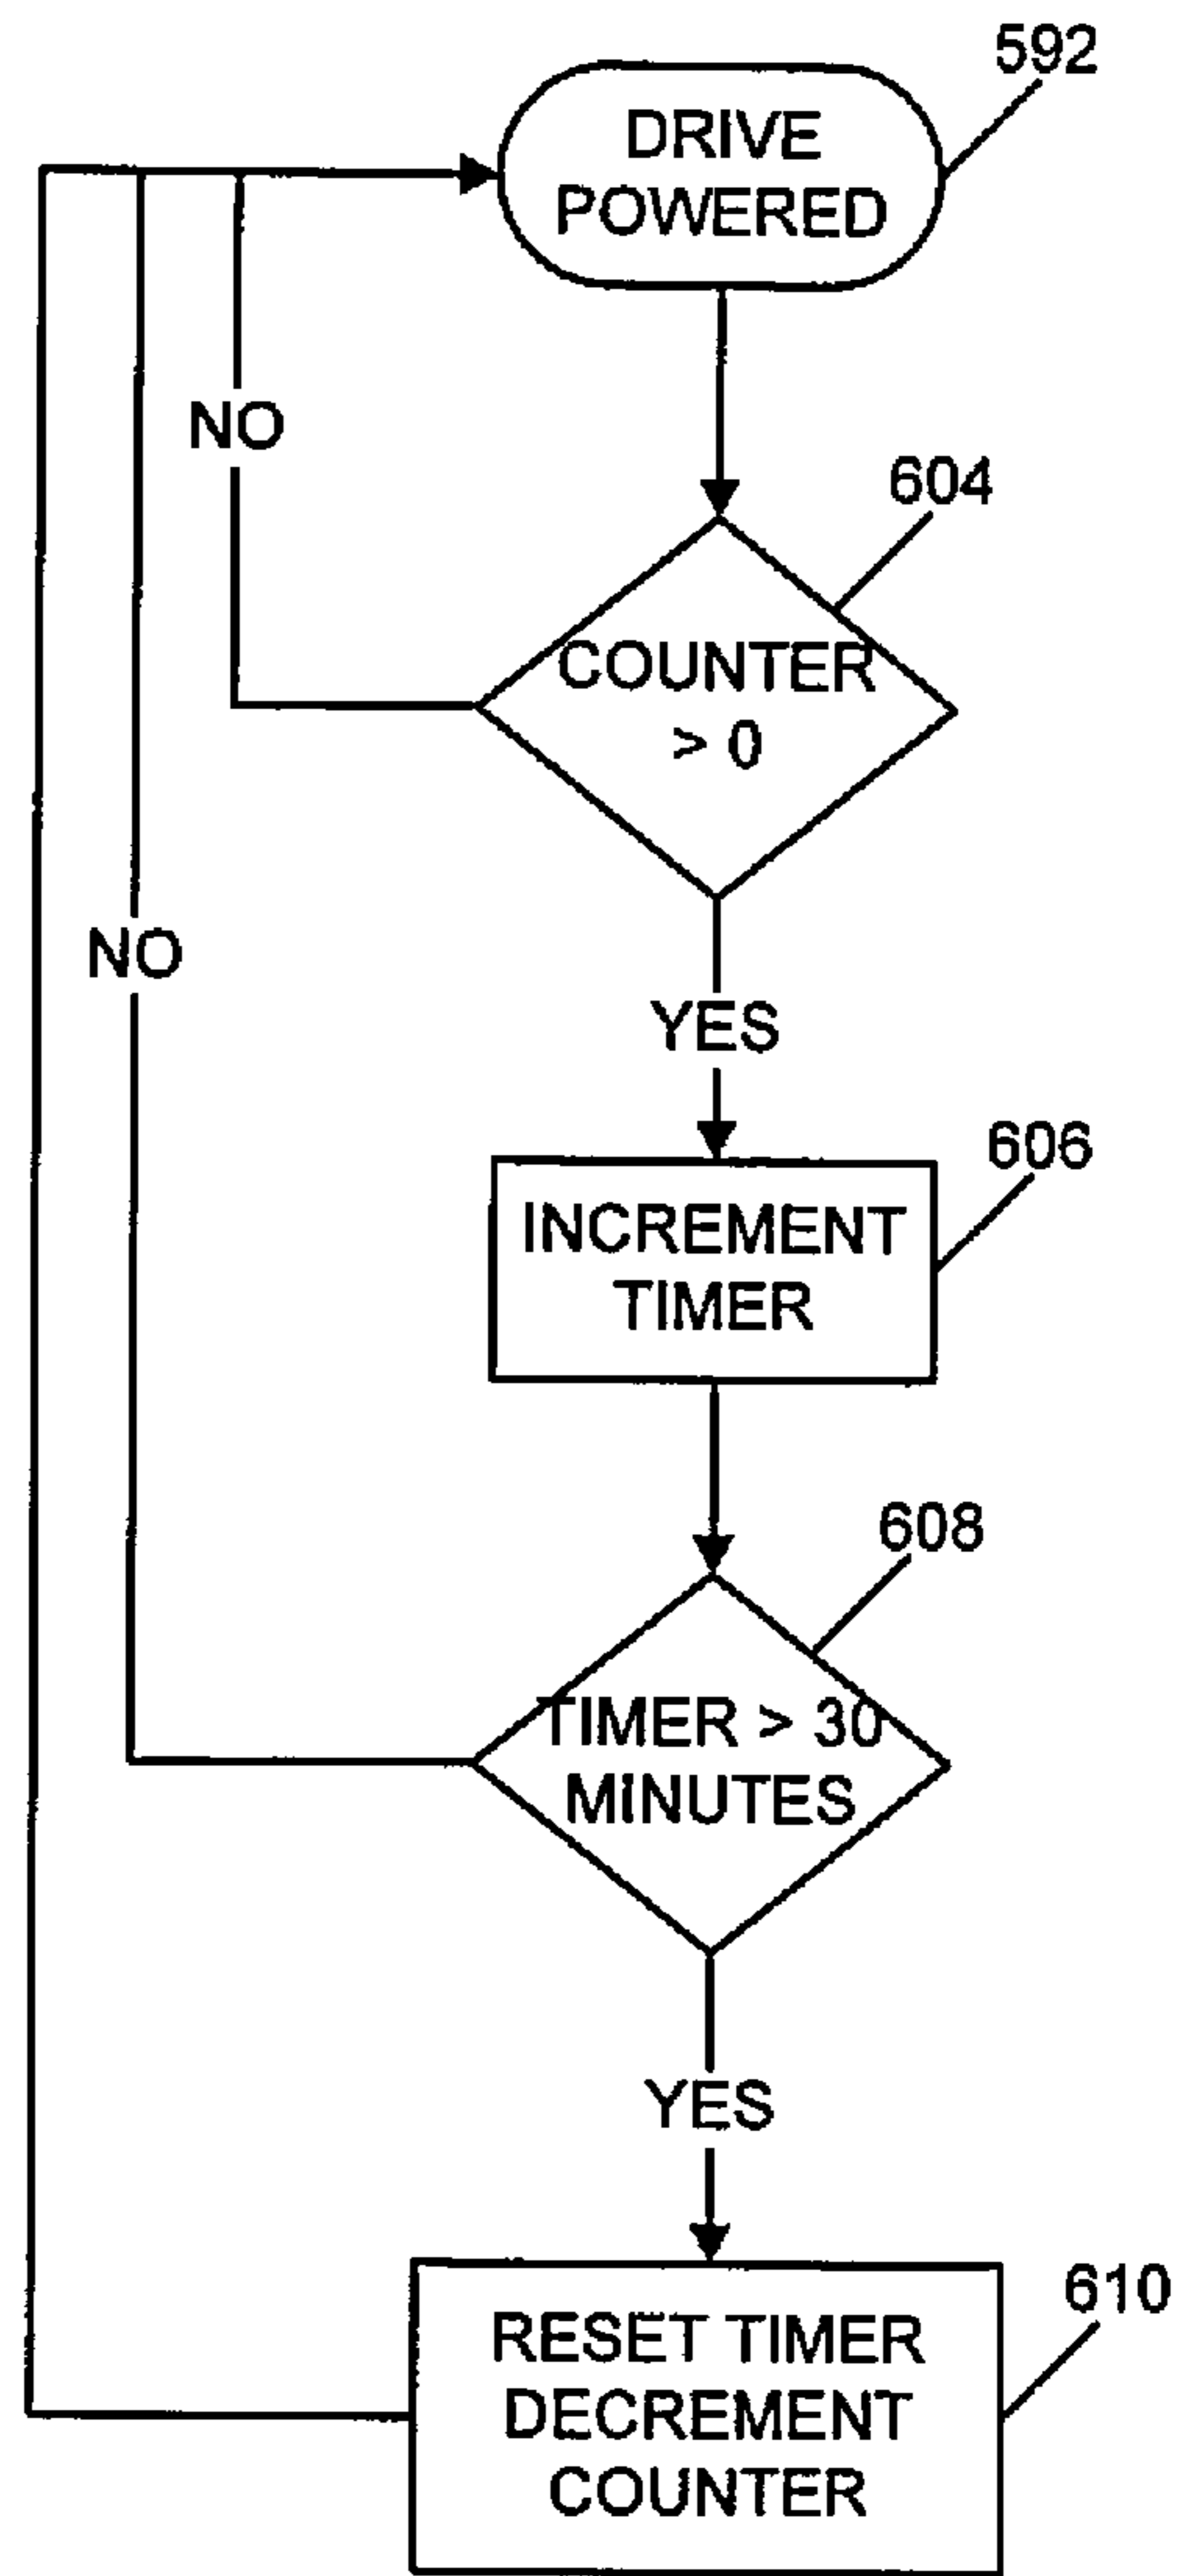 592
DRIVE
POWERED
NO
604
COUNTER
> 0
NO
YES
606
INCREMENT
TIMER
608
TIMER > 30
MINUTES
YES
610
RESET TIMER
DECREMENT
COUNTER